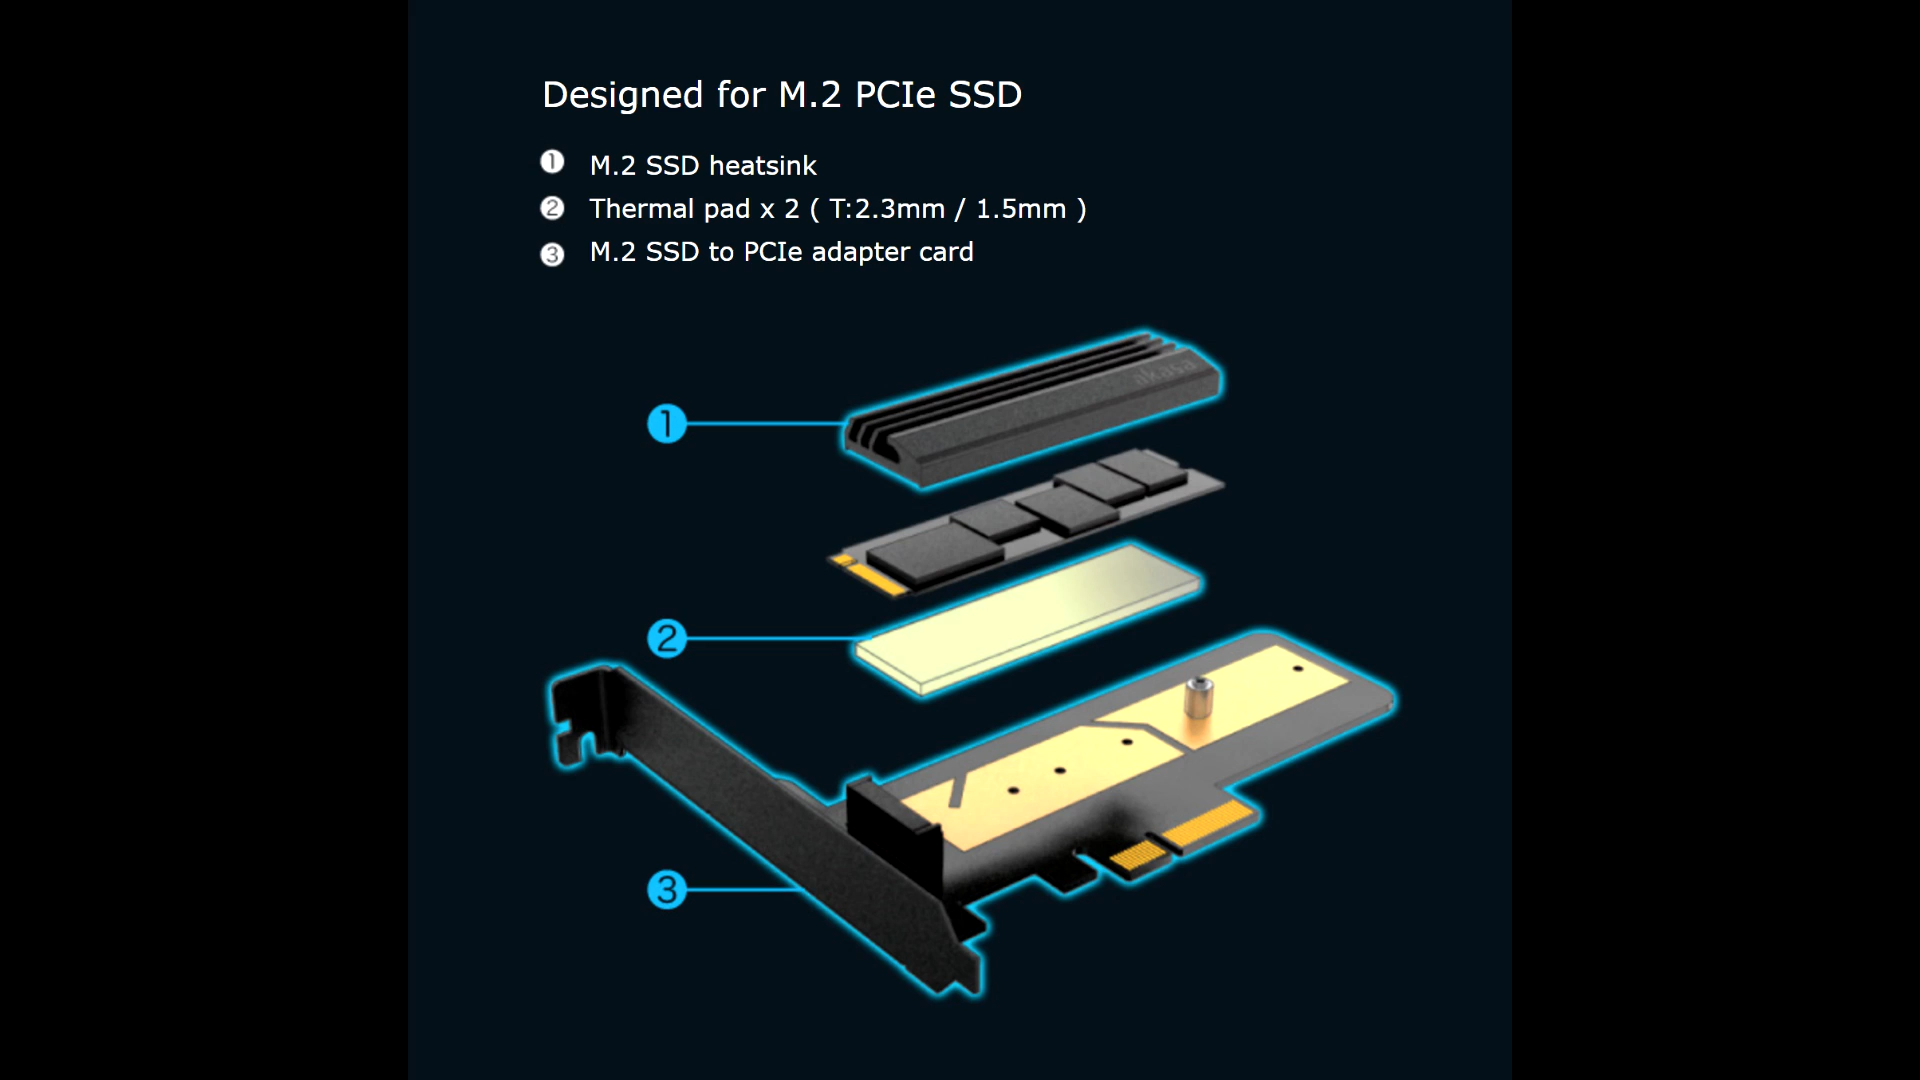 Designed for M.2 PCIe SSD
① M.2 SSD heatsink
② Thermal pad x 2 ( T:2.3mm / 1.5mm )
③ M.2 SSD to PCIe adapter card
akasa
1
2
3